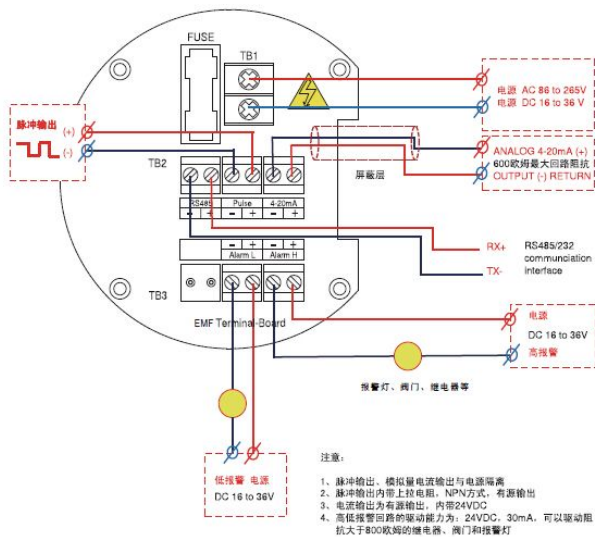 FUSE
TB1
电源 AC 86 to 265V
电源 DC 16 to 36 V
脉冲输出 (+)
(-)
ANALOG 4-20mA (+)
600欧姆最大回路阻抗
OUTPUT (-) RETURN
屏蔽层
TB2
RS485 Pulse 4-20mA
- + - + - +
RX+
TX-
RS485/232
communciation
interface
- + - +
Alarm L Alarm H
TB3
EMF Terminal-Board
电源
DC 16 to 36V
高报警
报警灯、阀门、继电器等
低报警 电源
DC 16 to 36V
注意:
1、脉冲输出、模拟量电流输出与电源隔离
2、脉冲输出内带上拉电阻,NPN方式,有源输出
3、电流输出为有源输出,内带24VDC
4、高低报警回路的驱动能力为:24VDC,30mA,可以驱动阻
抗大于800欧姆的继电器、阀门和报警灯